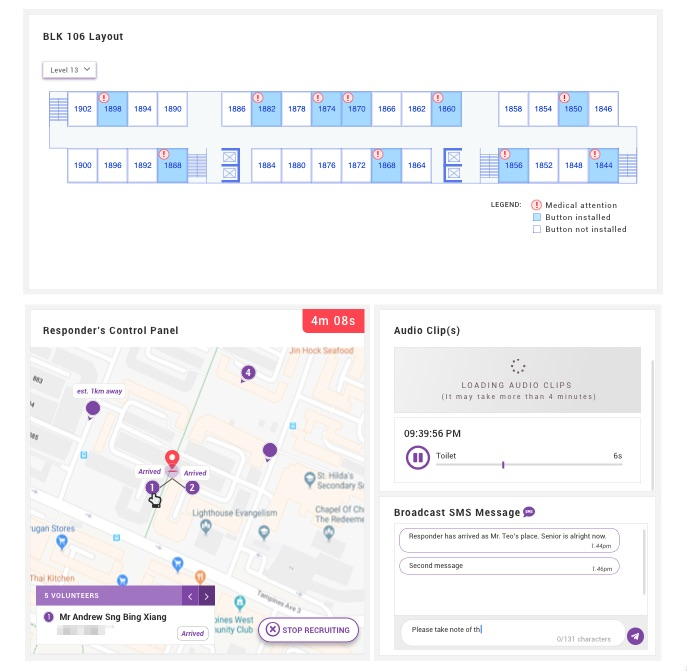 BLK 106 Layout
Level 13
1902 1898 1894 1890 1886 1882 1878 1874 1870 1866 1862 1860 1858 1854 1850 1846
1900 1896 1892 1888 1884 1880 1876 1872 1868 1864 1856 1852 1848 1844
LEGEND: Medical attention
Button installed
Button not installed
Responder's Control Panel
4m 08s
Jin Hock Seafood
4
883
est. 1km away
885
Arrived
Arrived
1
2
St. Hilda's
Secondary S
Lighthouse Evangelism
Chapel Of Ch
The Redeeme
rugan Stores
Thai Kitchen
Tampines Ave 3
5 VOLUNTEERS
1 Mr Andrew Sng Bing Xiang
Arrived
pines West
unity Club
STOP RECRUITING
Audio Clip(s)
LOADING AUDIO CLIPS
(It may take more than 4 minutes)
09:39:56 PM
Toilet 6s
Broadcast SMS Message
Responder has arrived as Mr. Teo's place. Senior is alright now.
1.44pm
Second message
1.46pm
Please take note of th
0/131 characters